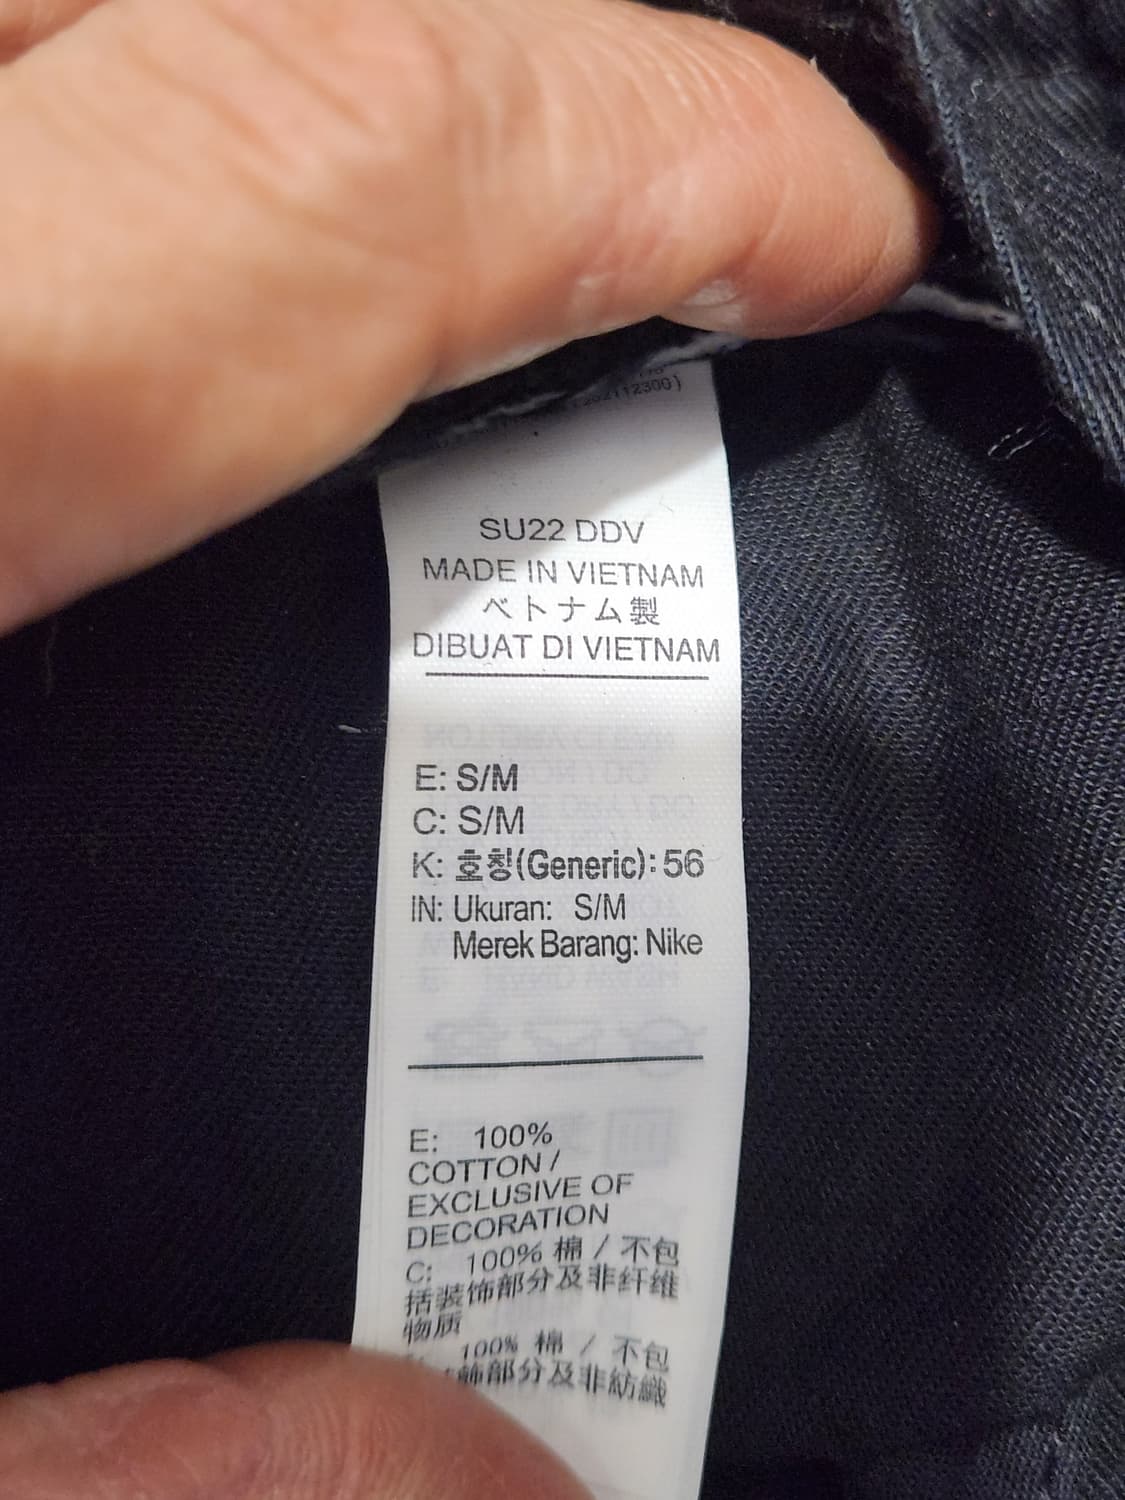 SU22 DDV
MADE IN VIETNAM
ベトナム製
DIBUAT DI VIETNAM
E: S/M
C: S/M
K: 호칭(Generic): 56
IN: Ukuran: S/M
Merek Barang: Nike
E: 100%
COTTON /
EXCLUSIVE OF
DECORATION
C: 100% 棉 / 不包
括装饰部分及非纤维
物质
100% 棉 / 不包
飾部分及非紡織